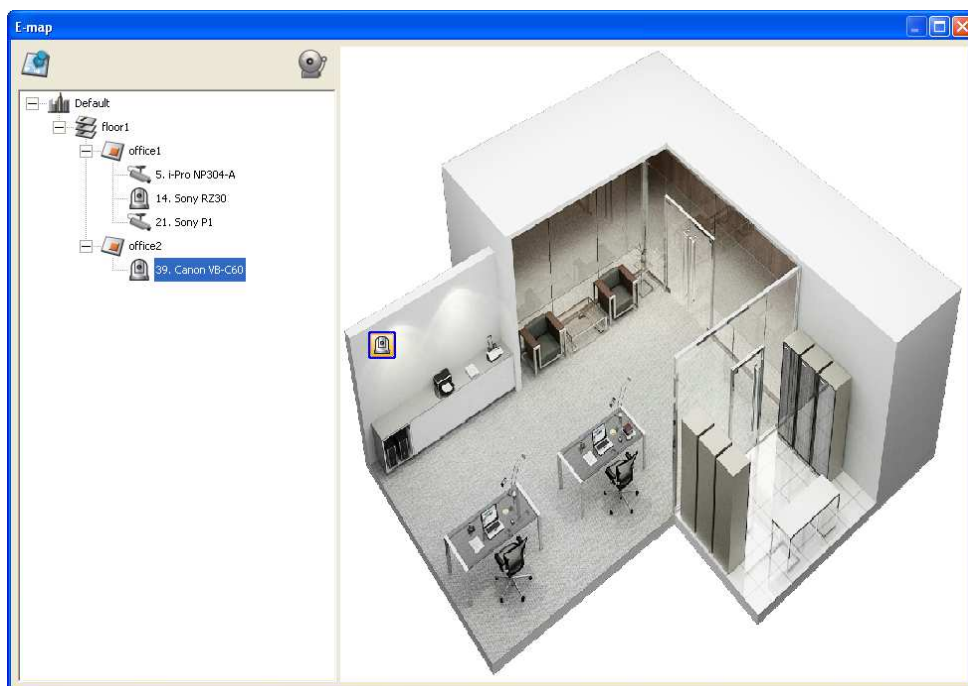 E-map
Default
floor1
office1
5. i-Pro NP304-A
14. Sony RZ30
21. Sony P1
office2
39. Canon VB-C60